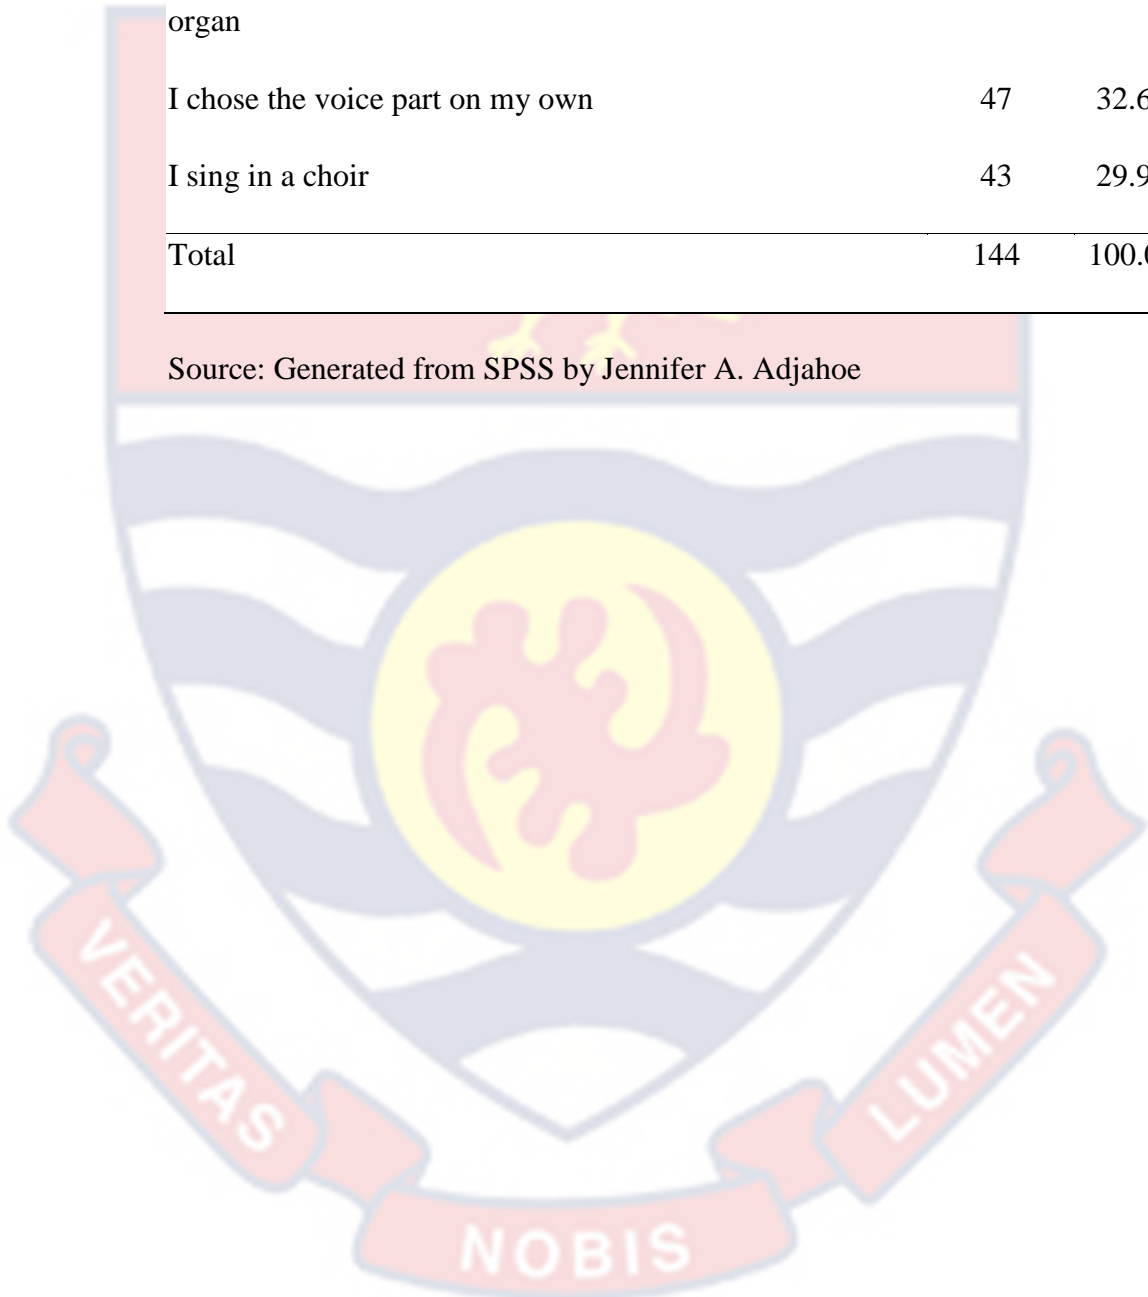 organ
I chose the voice part on my own 47 32.6
I sing in a choir 43 29.9
Total 144 100.0
Source: Generated from SPSS by Jennifer A. Adjahoe
VERITAS
NOBIS
LUMEN